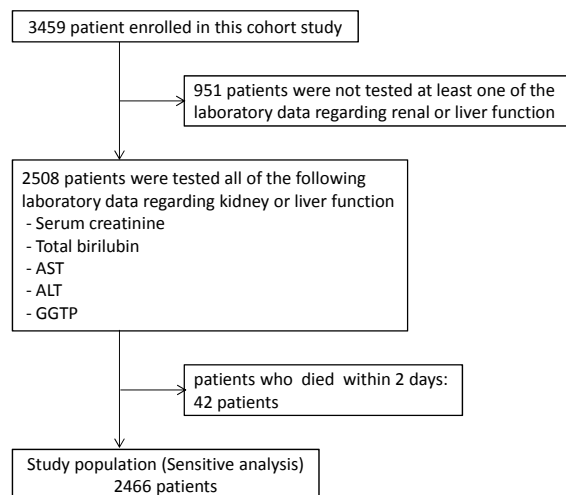 3459 patient enrolled in this cohort study
951 patients were not tested at least one of the
laboratory data regarding renal or liver function
2508 patients were tested all of the following
laboratory data regarding kidney or liver function
- Serum creatinine
- Total birilubin
- AST
- ALT
- GGTP
patients who died within 2 days:
42 patients
Study population (Sensitive analysis)
2466 patients